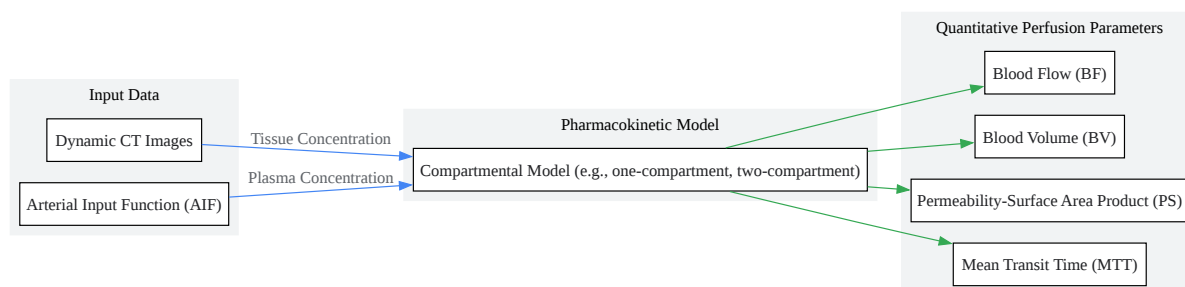 Input Data
Dynamic CT Images
Arterial Input Function (AIF)
Tissue Concentration
Plasma Concentration
Pharmacokinetic Model
Compartmental Model (e.g., one-compartment, two-compartment)
Quantitative Perfusion Parameters
Blood Flow (BF)
Blood Volume (BV)
Permeability-Surface Area Product (PS)
Mean Transit Time (MTT)